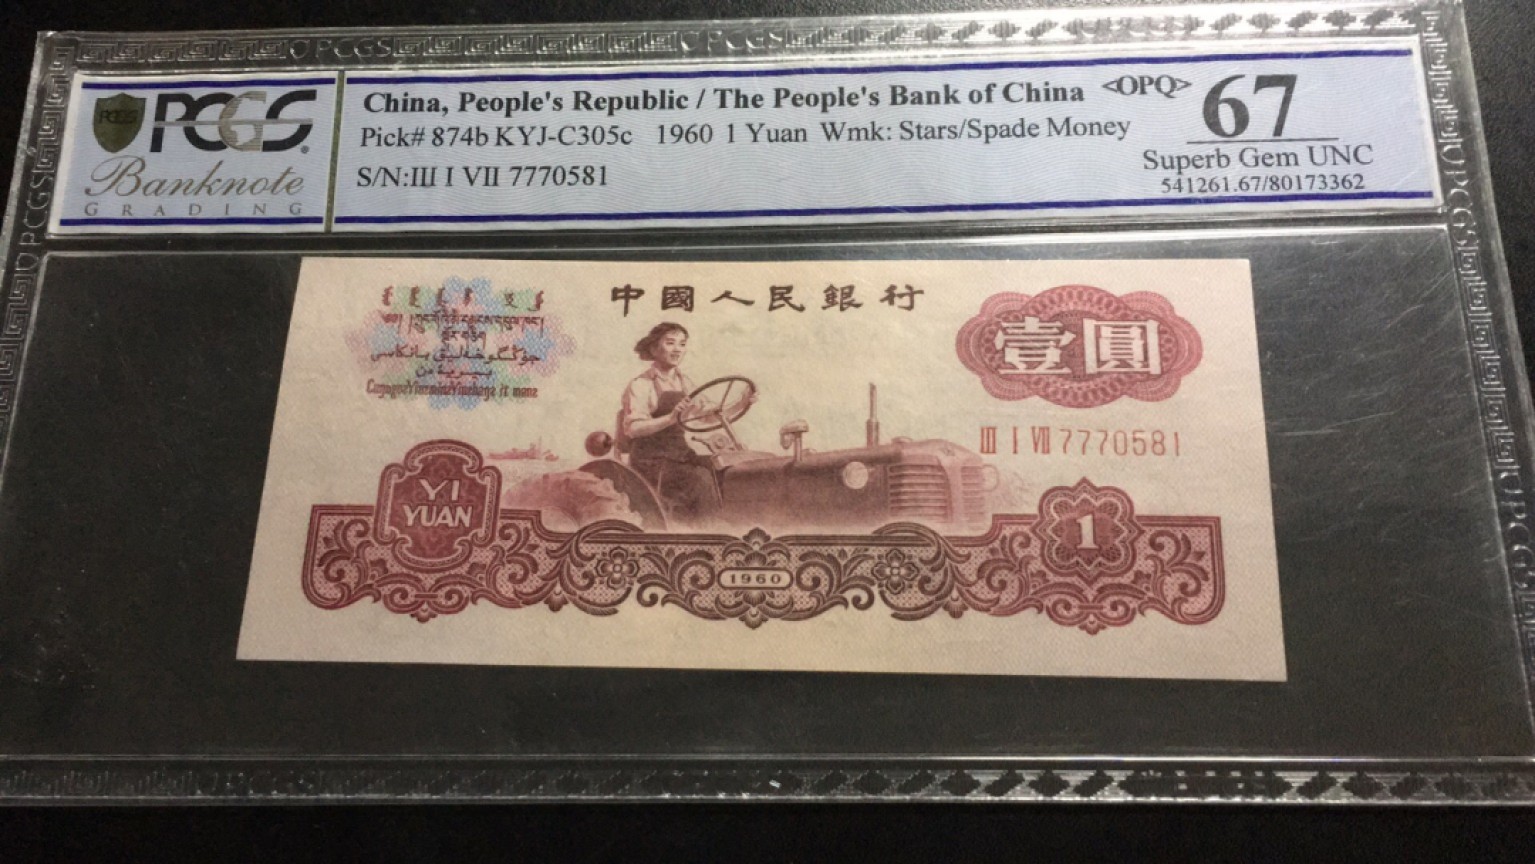 PCGS
Banknote
GRADING
China, People's Republic / The People's Bank of China
Pick# 874b KYJ-C305c 1960 1 Yuan Wmk: Stars/Spade Money
S/N:III I VII 7770581
<OPQ> 67
Superb Gem UNC
541261.67/80173362
中國人民銀行
壹圓
III I VII 7770581
YI
YUAN
1
1960